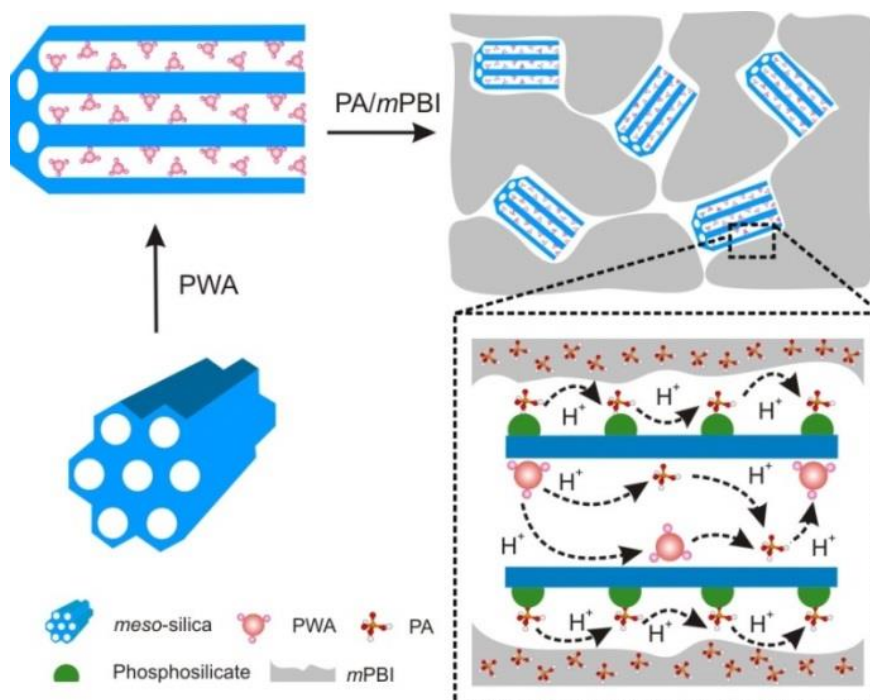 PA/mPBI
PWA
H⁺ H⁺ H⁺
H⁺ H⁺
H⁺ H⁺
H⁺ H⁺ H⁺
meso-silica PWA PA
Phosphosilicate mPBI